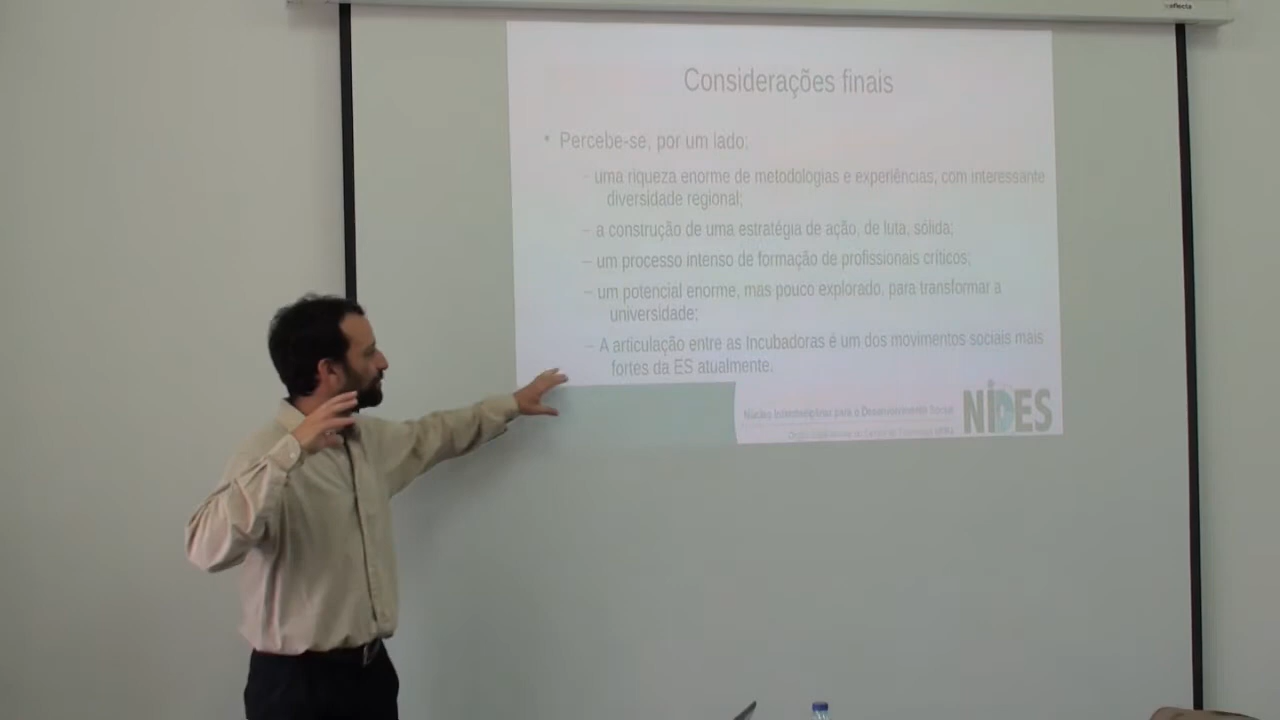 reflecta
Considerações finais
• Percebe-se, por um lado:
– uma riqueza enorme de metodologias e experiências, com interessante
diversidade regional;
– a construção de uma estratégia de ação, de luta, sólida;
– um processo intenso de formação de profissionais críticos;
– um potencial enorme, mas pouco explorado, para transformar a
universidade;
– A articulação entre as Incubadoras é um dos movimentos sociais mais
fortes da ES atualmente.
Núcleo Interdisciplinar para o Desenvolvimento Social
NIDES